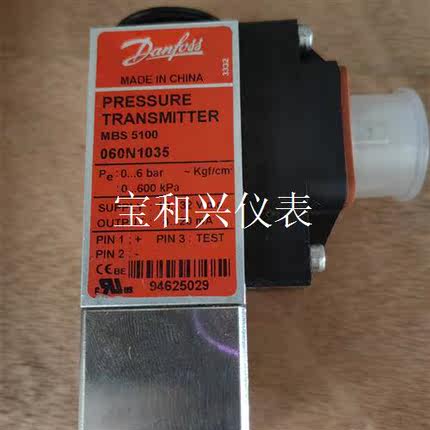 Danfoss
MADE IN CHINA
1332
PRESSURE
TRANSMITTER
MBS 5100
060N1035
Pe : 0...6 bar ~ Kgf/cm²
: 0...600 kPa
宝和兴仪表
PIN 1 : + PIN 3 : TEST
PIN 2 : -
94625029